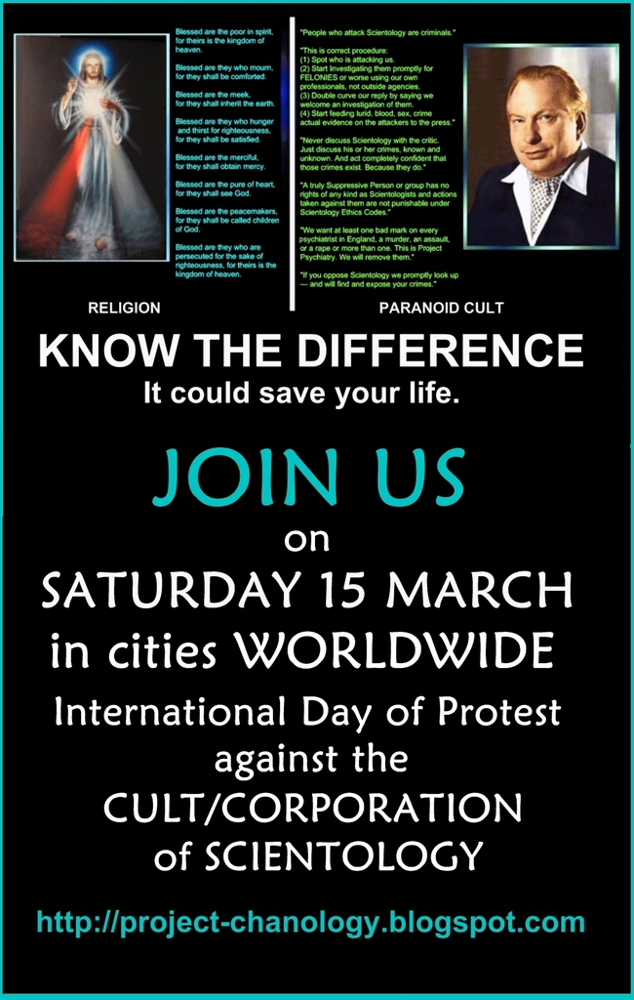 Blessed are the poor in spirit,
for theirs is the kingdom of
heaven.
Blessed are they who mourn,
for they shall be comforted.
Blessed are the meek,
for they shall inherit the earth.
Blessed are they who hunger
and thirst for righteousness,
for they shall be satisfied.
Blessed are the merciful,
for they shall obtain mercy.
Blessed are the pure of heart,
for they shall see God.
Blessed are the peacemakers,
for they shall be called children
of God.
Blessed are they who are
persecuted for the sake of
righteousness, for theirs is the
kingdom of heaven.
RELIGION
"People who attack Scientology are criminals."
"This is correct procedure:
(1) Spot who is attacking us.
(2) Start Investigating them promptly for
FELONIES or worse using our own
professionals, not outside agencies.
(3) Double curve our reply by saying we
welcome an investigation of them.
(4) Start feeding lurid, blood, sex, crime
actual evidence on the attackers to the press."
"Never discuss Scientology with the critic.
Just discuss his or her crimes, known and
unknown. And act completely confident that
those crimes exist. Because they do."
"A truly Suppressive Person or group has no
rights of any kind as Scientologists and actions
taken against them are not punishable under
Scientology Ethics Codes."
"We want at least one bad mark on every
psychiatrist in England, a murder, an assault,
or a rape or more than one. This is Project
Psychiatry. We will remove them."
"If you oppose Scientology we promptly look up
— and will find and expose your crimes."
PARANOID CULT
KNOW THE DIFFERENCE
It could save your life.
JOIN US
on
SATURDAY 15 MARCH
in cities WORLDWIDE
International Day of Protest
against the
CULT/CORPORATION
of SCIENTOLOGY
http://project-chanology.blogspot.com